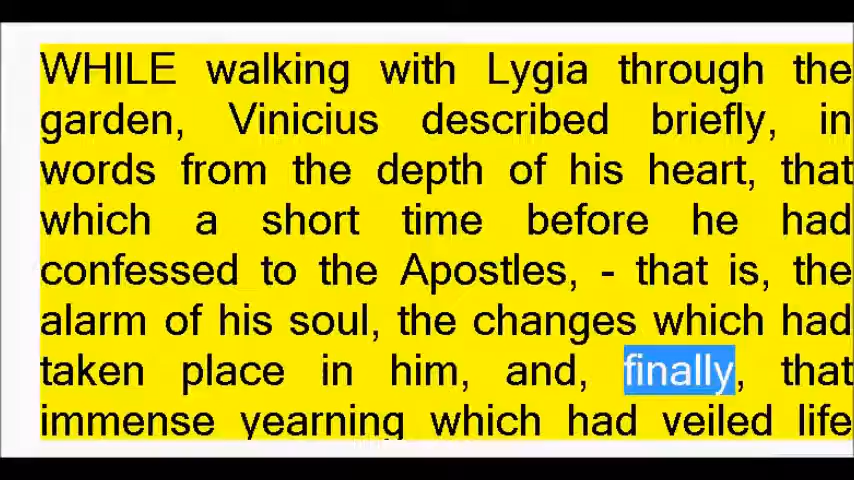 WHILE walking with Lygia through the
garden, Vinicius described briefly, in
words from the depth of his heart, that
which a short time before he had
confessed to the Apostles, - that is, the
alarm of his soul, the changes which had
taken place in him, and, finally, that
immense yearning which had veiled life